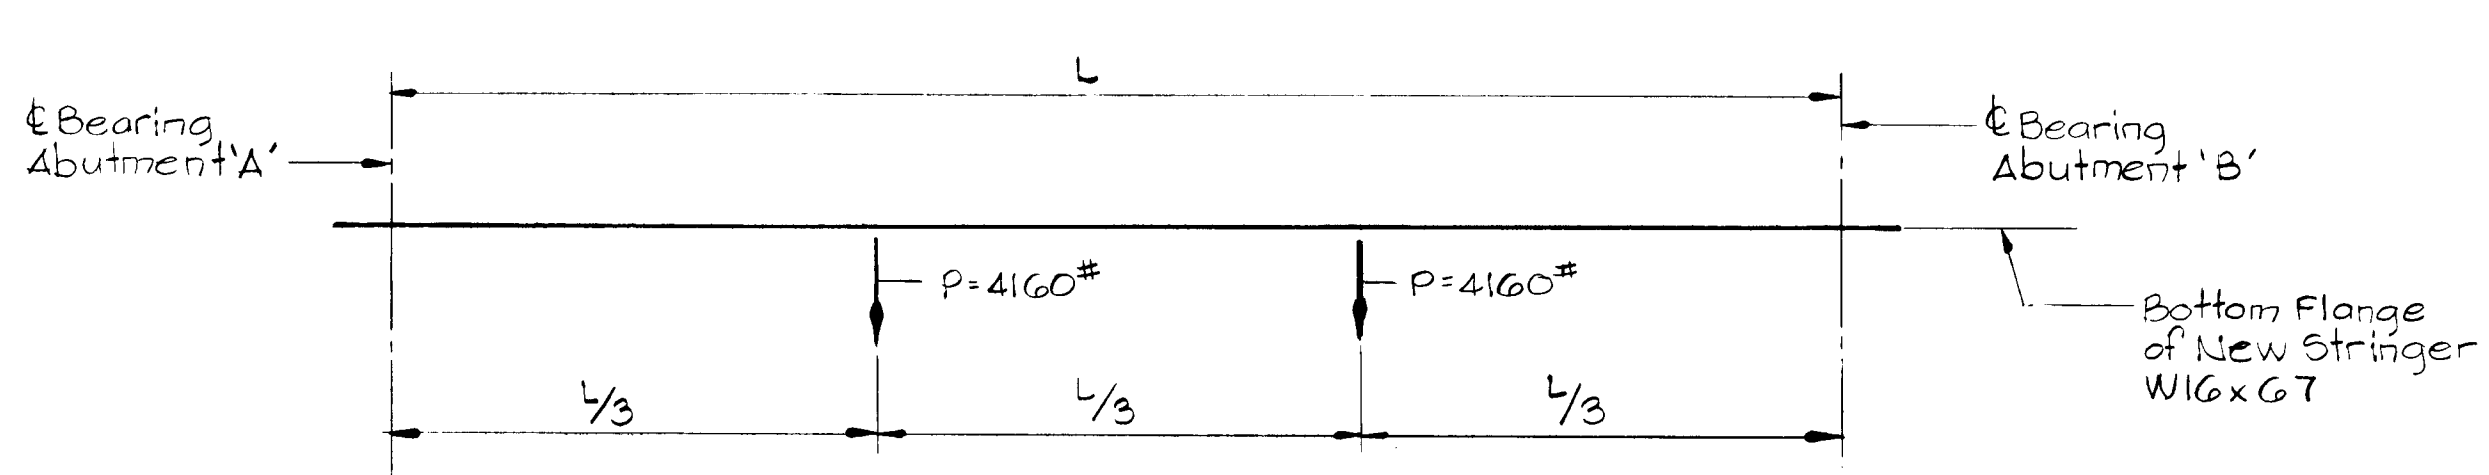 L
℄ Bearing
Abutment 'A'
℄ Bearing
Abutment 'B'
P=4160#
P=4160#
Bottom Flange
of New Stringer
W16x67
L/3
L/3
L/3